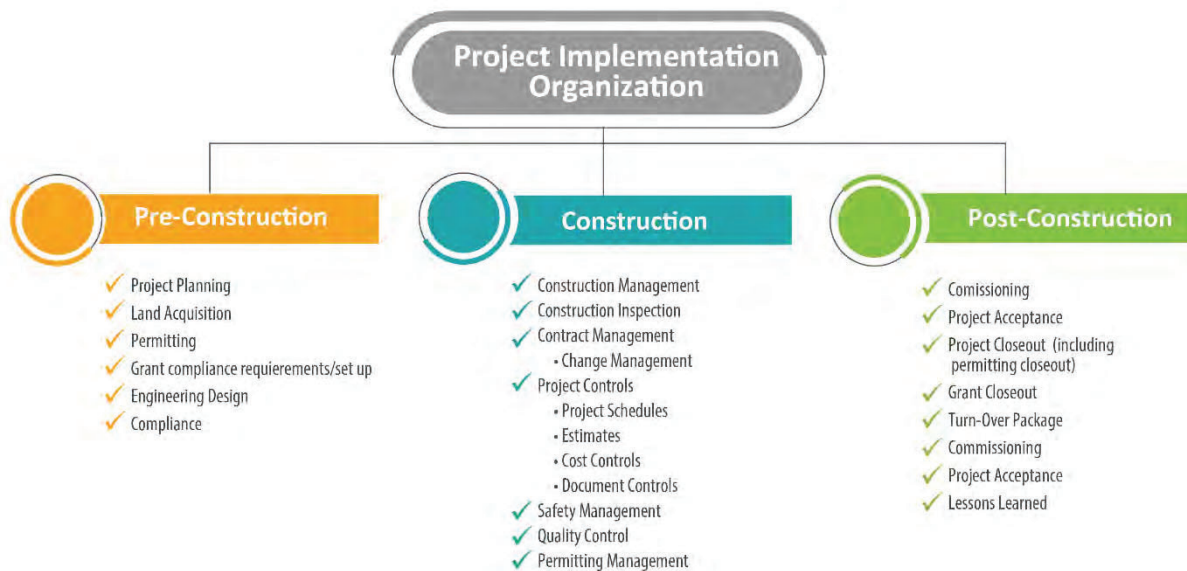 Project Implementation
Organization
Pre-Construction
✓ Project Planning
✓ Land Acquisition
✓ Permitting
✓ Grant compliance requierements/set up
✓ Engineering Design
✓ Compliance
Construction
✓ Construction Management
✓ Construction Inspection
✓ Contract Management
• Change Management
✓ Project Controls
• Project Schedules
• Estimates
• Cost Controls
• Document Controls
✓ Safety Management
✓ Quality Control
✓ Permitting Management
Post-Construction
✓ Comissioning
✓ Project Acceptance
✓ Project Closeout (including
permitting closeout)
✓ Grant Closeout
✓ Turn-Over Package
✓ Commissioning
✓ Project Acceptance
✓ Lessons Learned